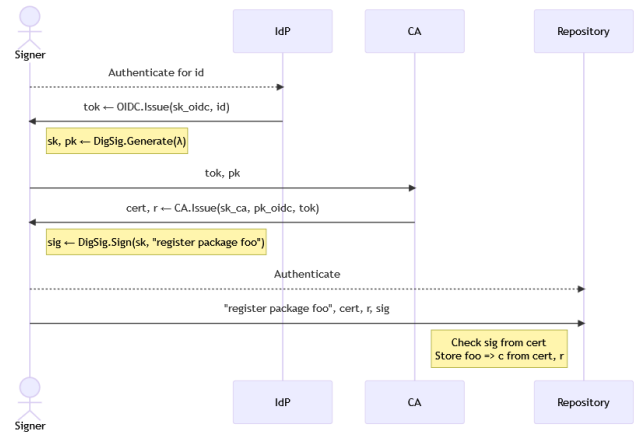 IdP
CA
Repository
Signer
Authenticate for id
tok ← OIDC.Issue(sk_oidc, id)
sk, pk ← DigSig.Generate(λ)
tok, pk
cert, r ← CA.Issue(sk_ca, pk_oidc, tok)
sig ← DigSig.Sign(sk, "register package foo")
Authenticate
"register package foo", cert, r, sig
Check sig from cert
Store foo => c from cert, r
IdP
CA
Repository
Signer